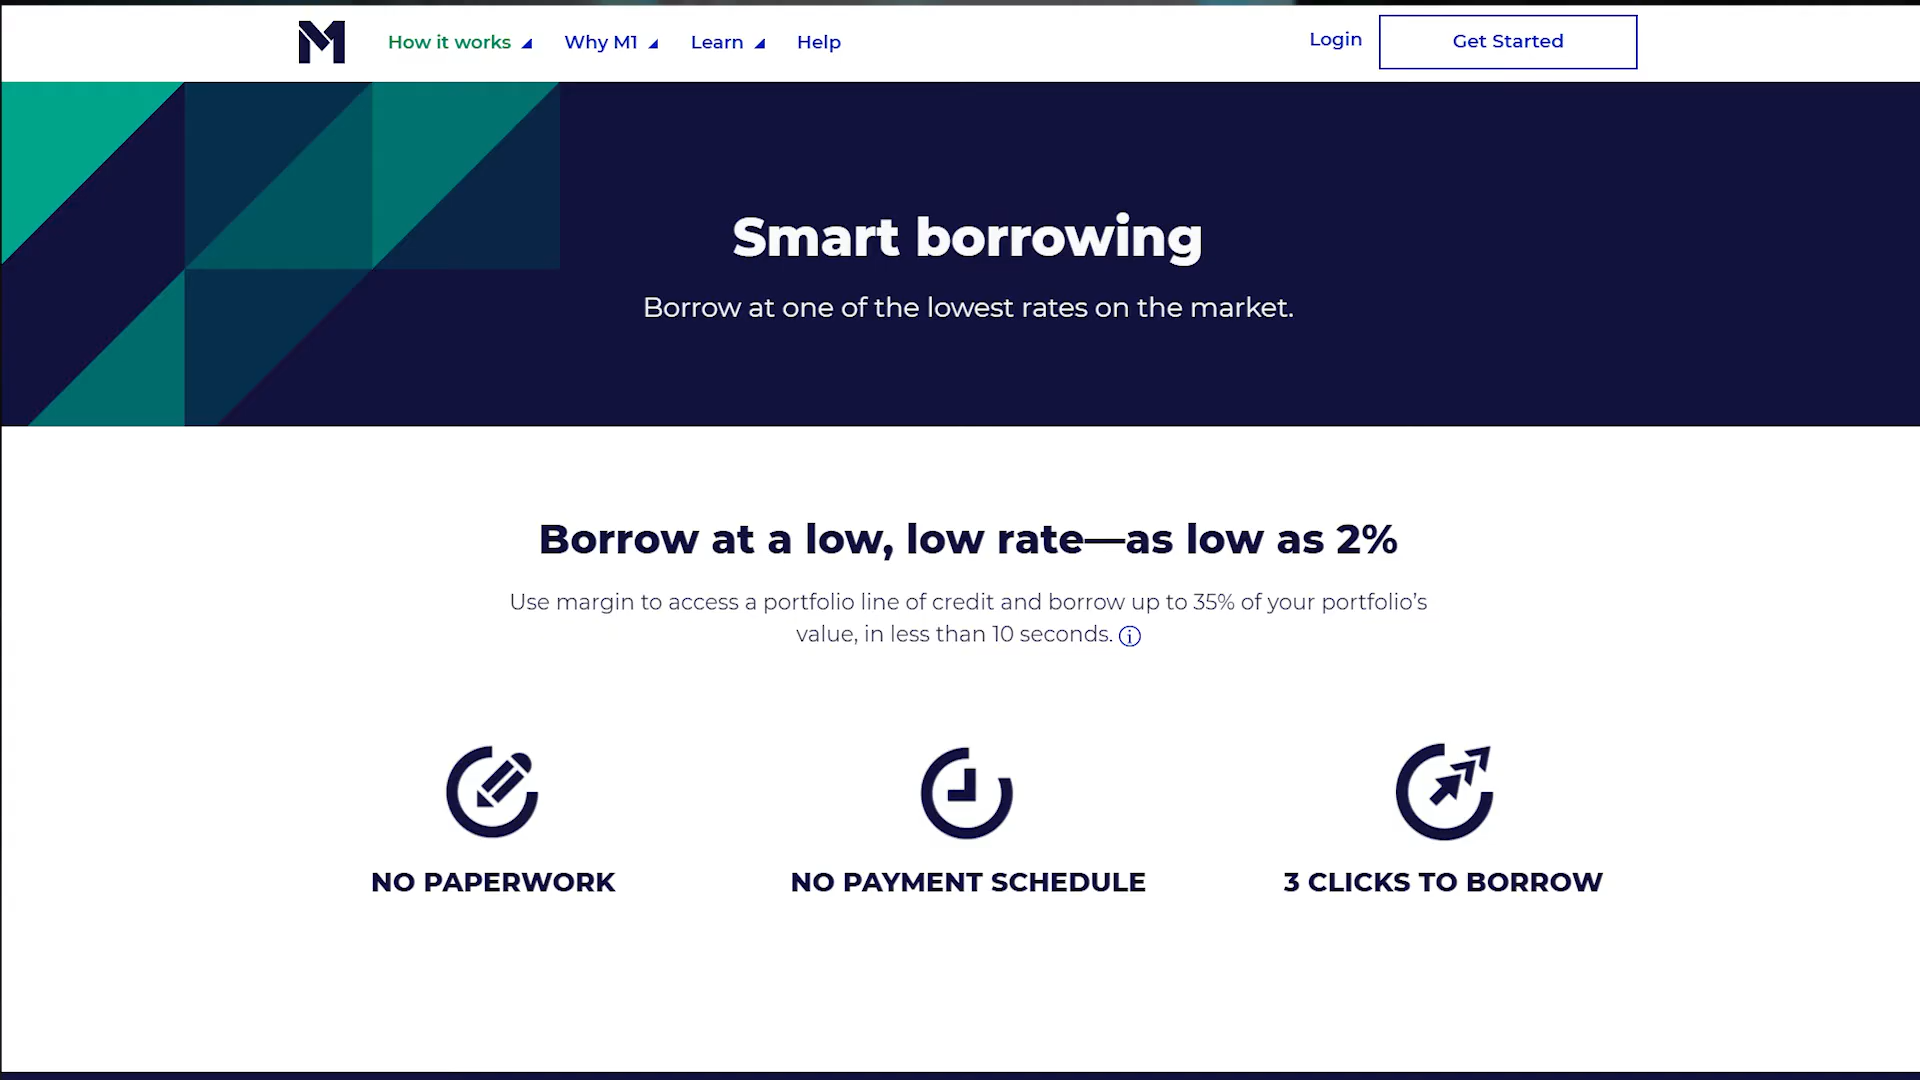 M1
How it works
Why M1
Learn
Help
Login
Get Started
Smart borrowing
Borrow at one of the lowest rates on the market.
Borrow at a low, low rate—as low as 2%
Use margin to access a portfolio line of credit and borrow up to 35% of your portfolio’s
value, in less than 10 seconds. i
NO PAPERWORK
NO PAYMENT SCHEDULE
3 CLICKS TO BORROW